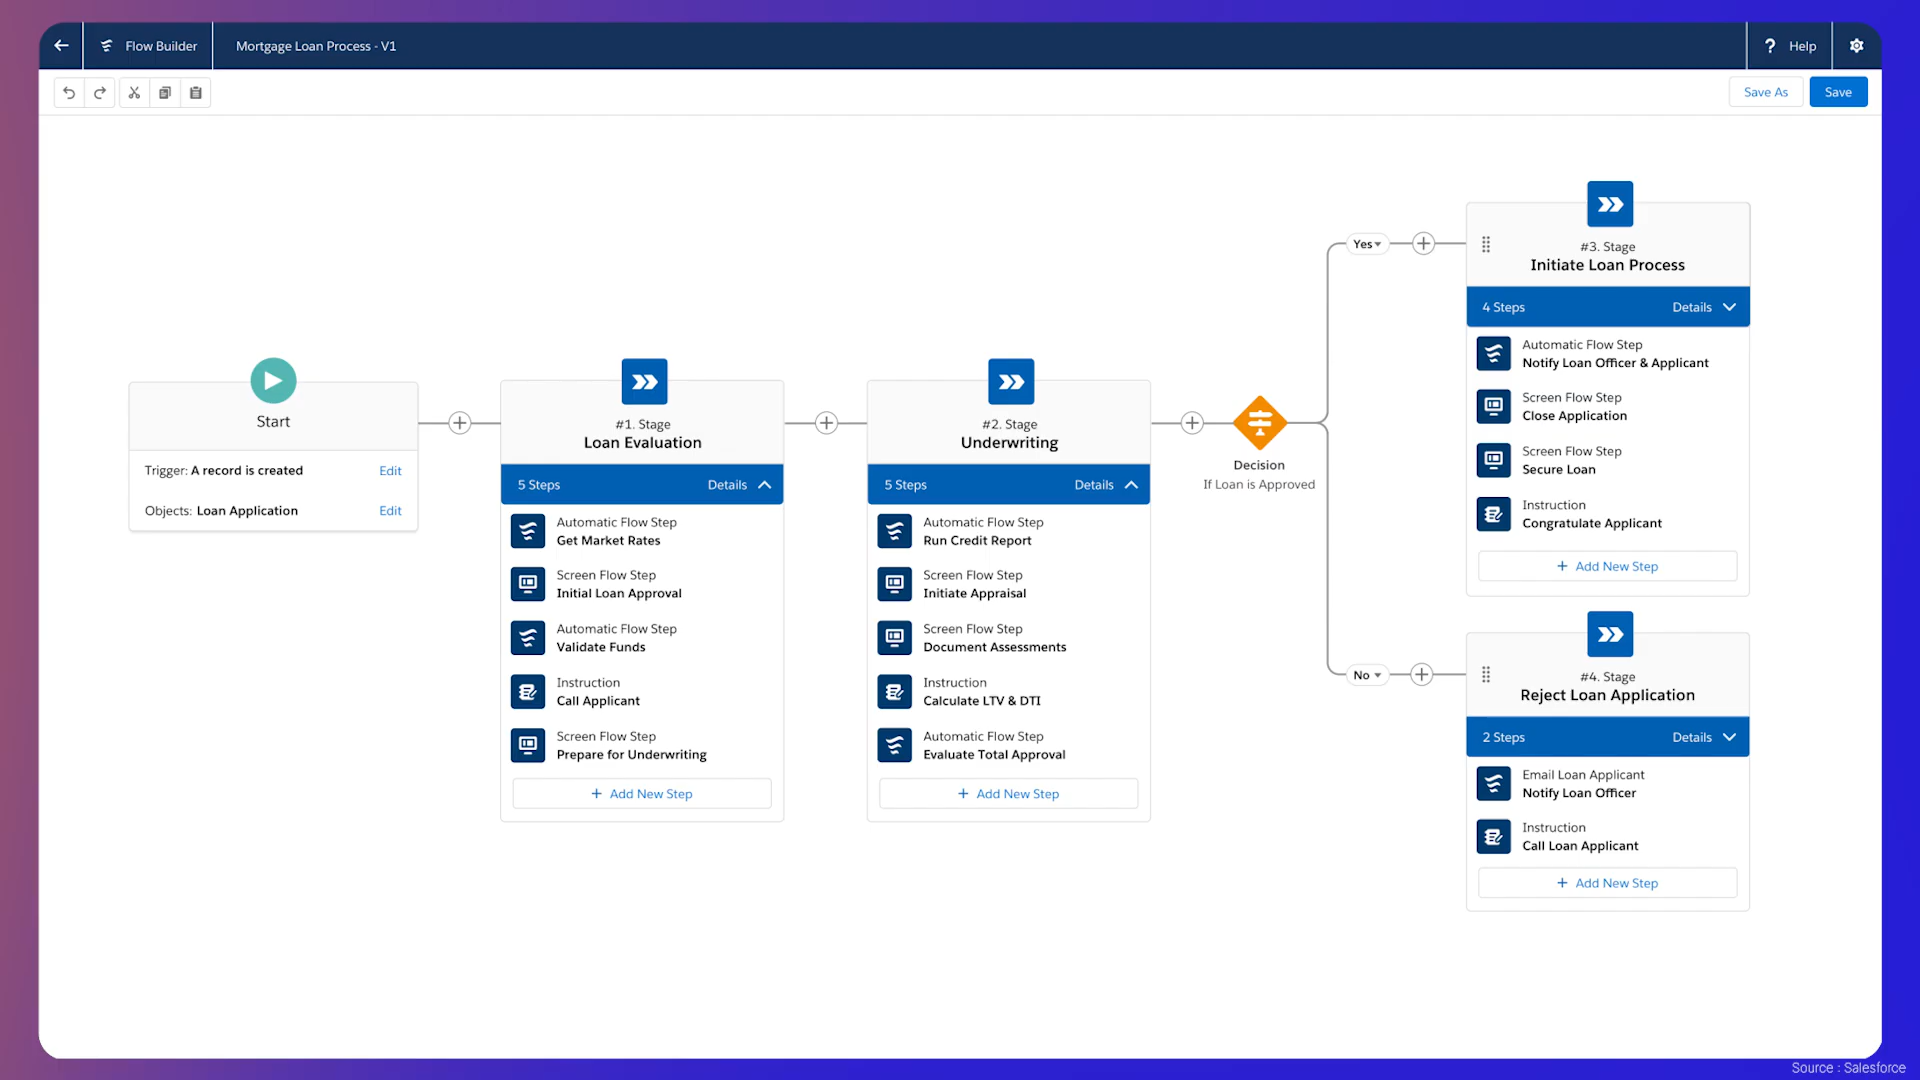 Flow Builder
Mortgage Loan Process - V1
? Help
Save As
Save
Start
Trigger: A record is created
Edit
Objects: Loan Application
Edit
#1. Stage
Loan Evaluation
5 Steps
Details
Automatic Flow Step
Get Market Rates
Screen Flow Step
Initial Loan Approval
Automatic Flow Step
Validate Funds
Instruction
Call Applicant
Screen Flow Step
Prepare for Underwriting
+ Add New Step
#2. Stage
Underwriting
5 Steps
Details
Automatic Flow Step
Run Credit Report
Screen Flow Step
Initiate Appraisal
Screen Flow Step
Document Assessments
Instruction
Calculate LTV & DTI
Automatic Flow Step
Evaluate Total Approval
+ Add New Step
Decision
If Loan is Approved
Yes
#3. Stage
Initiate Loan Process
4 Steps
Details
Automatic Flow Step
Notify Loan Officer & Applicant
Screen Flow Step
Close Application
Screen Flow Step
Secure Loan
Instruction
Congratulate Applicant
+ Add New Step
No
#4. Stage
Reject Loan Application
2 Steps
Details
Email Loan Applicant
Notify Loan Officer
Instruction
Call Loan Applicant
+ Add New Step
Source : Salesforce